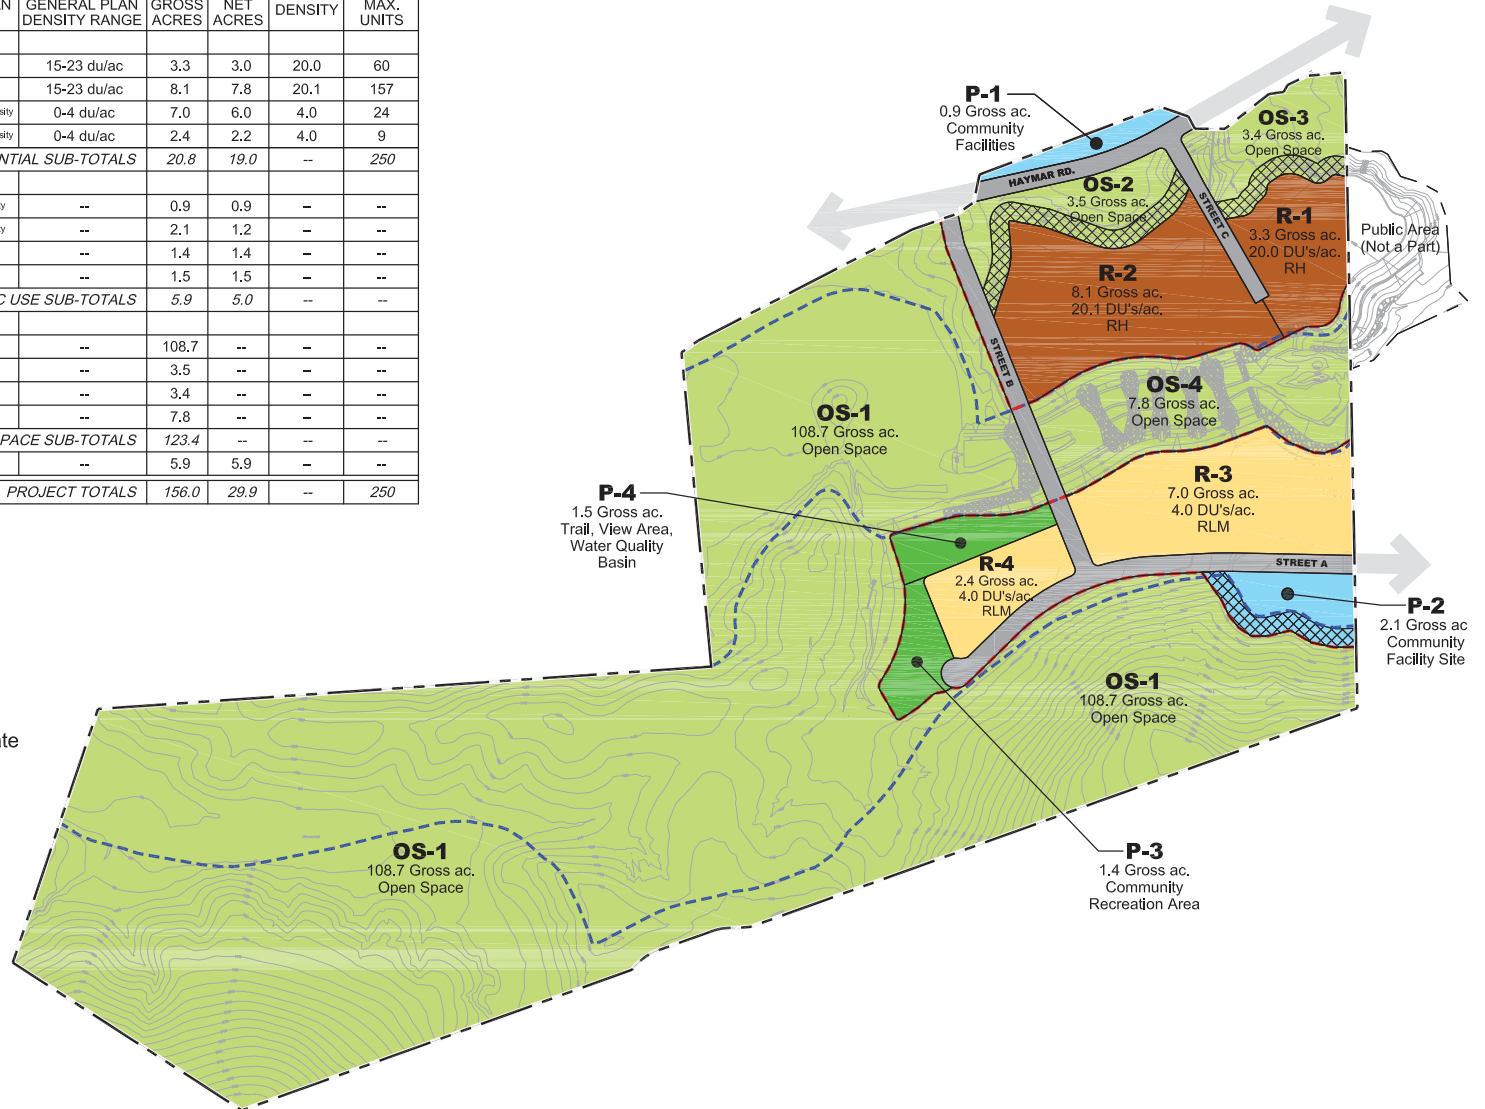 GENERAL PLAN GROSS NET DENSITY MAX.
DENSITY RANGE ACRES ACRES UNITS
15-23 du/ac 3.3 3.0 20.0 60
15-23 du/ac 8.1 7.8 20.1 157
0-4 du/ac 7.0 6.0 4.0 24
0-4 du/ac 2.4 2.2 4.0 9
NTIAL SUB-TOTALS 20.8 19.0 -- 250
-- 0.9 0.9 – --
-- 2.1 1.2 – --
-- 1.4 1.4 – --
-- 1.5 1.5 – --
C USE SUB-TOTALS 5.9 5.0 -- --
-- 108.7 -- – --
-- 3.5 -- – --
-- 3.4 -- – --
-- 7.8 -- – --
PACE SUB-TOTALS 123.4 -- -- --
-- 5.9 5.9 – --
PROJECT TOTALS 156.0 29.9 -- 250
P-1
0.9 Gross ac.
Community
Facilities
OS-3
3.4 Gross ac.
Open Space
HAYMAR RD.
OS-2
3.5 Gross ac.
Open Space
STREET C
R-1
3.3 Gross ac.
20.0 DU's/ac.
RH
Public Area
(Not a Part)
R-2
8.1 Gross ac.
20.1 DU's/ac.
RH
STREET B
OS-4
7.8 Gross ac.
Open Space
OS-1
108.7 Gross ac.
Open Space
R-3
7.0 Gross ac.
4.0 DU's/ac.
RLM
P-4
1.5 Gross ac.
Trail, View Area,
Water Quality
Basin
R-4
2.4 Gross ac.
4.0 DU's/ac.
RLM
STREET A
P-2
2.1 Gross ac
Community
Facility Site
OS-1
108.7 Gross ac.
Open Space
P-3
1.4 Gross ac.
Community
Recreation Area
OS-1
108.7 Gross ac.
Open Space